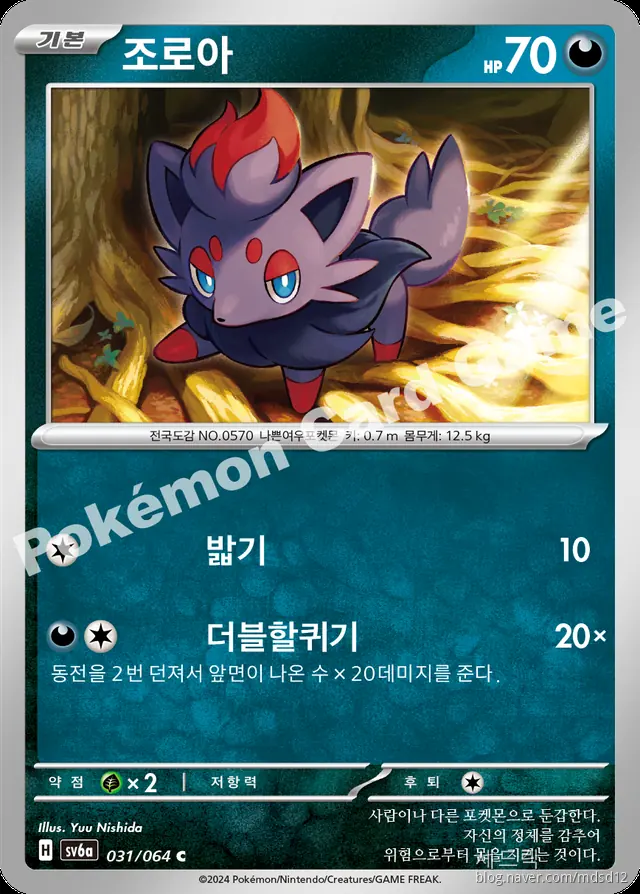 기본
조로아
HP 70
전국도감 NO.0570 나쁜여우포켓몬 키: 0.7 m 몸무게: 12.5 kg
Pokémon Card Game
밟기 10
더블할퀴기 20×
동전을 2번 던져서 앞면이 나온 수 × 20데미지를 준다.
약점 × 2 저항력 후퇴
사람이나 다른 포켓몬으로 둔갑한다.
자신의 정체를 감추어
위험으로부터 몸을 지키는 것이다.
Illus. Yuu Nishida
H sv6a 031/064 C
©2024 Pokémon/Nintendo/Creatures/GAME FREAK.
blog.naver.com/mdsd12